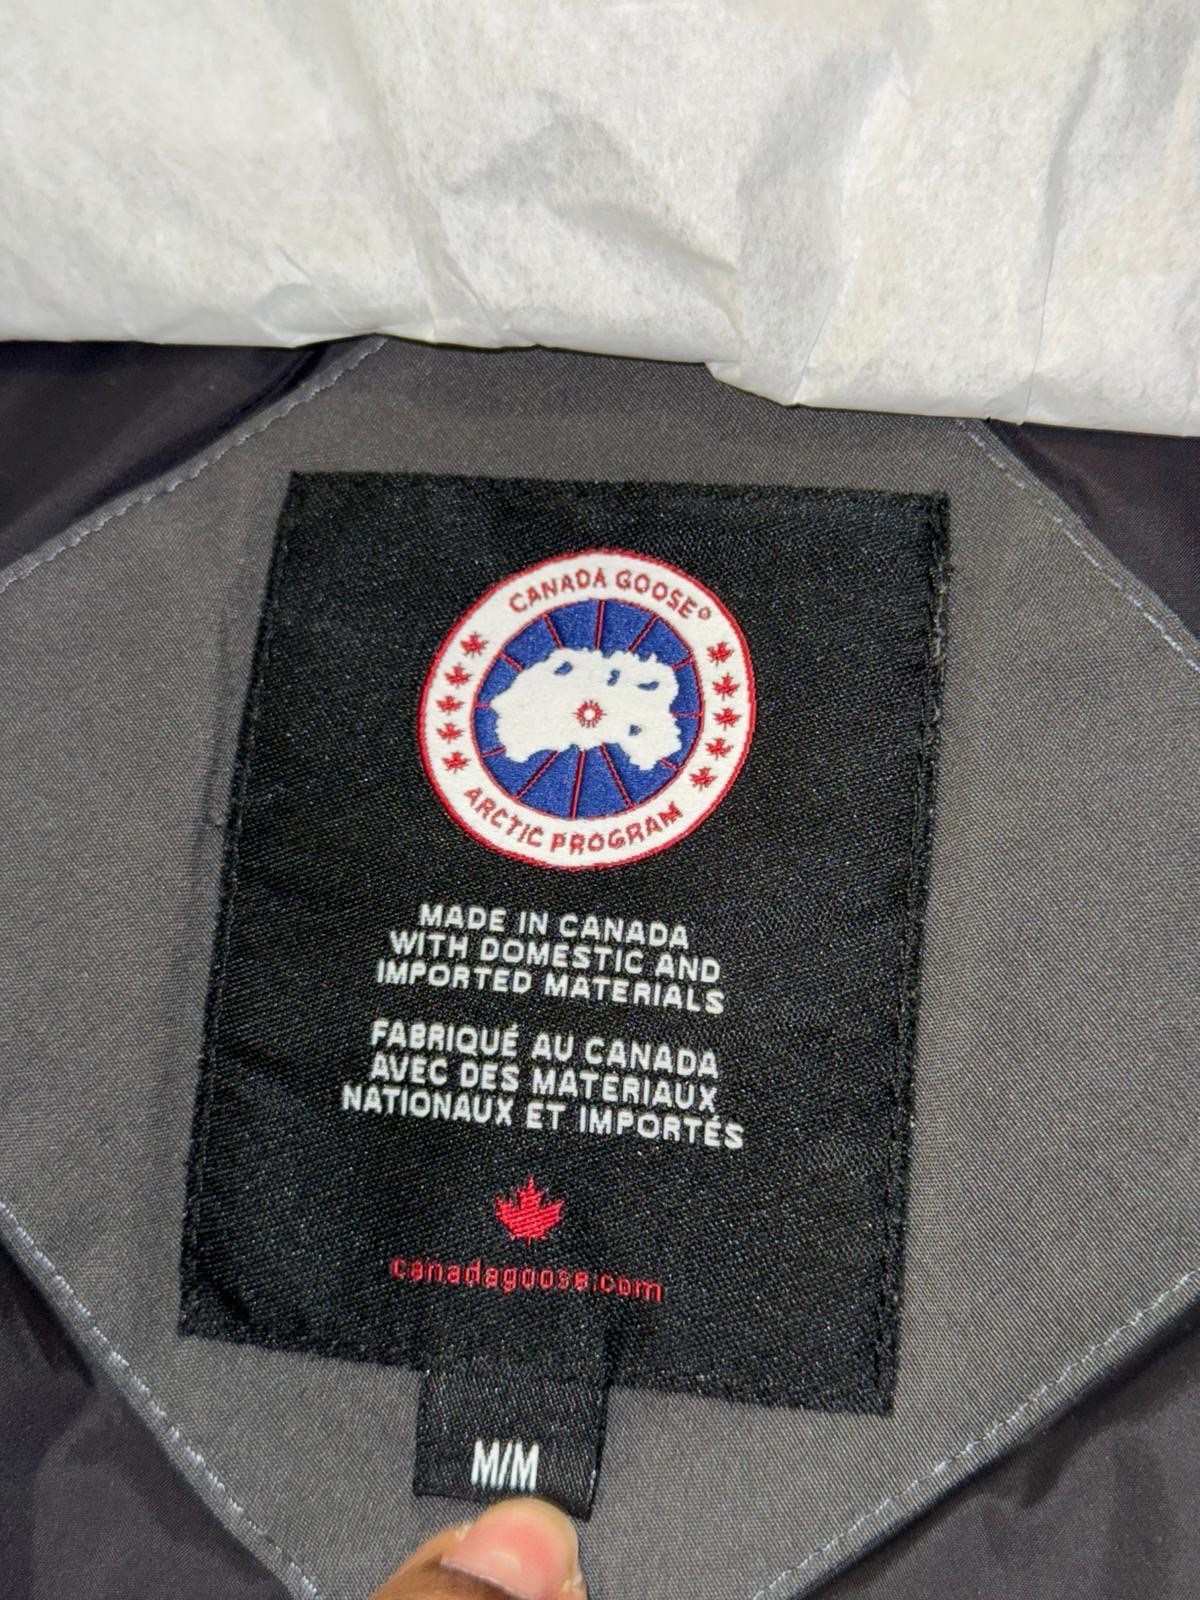 CANADA GOOSE®
ARCTIC PROGRAM
MADE IN CANADA
WITH DOMESTIC AND
IMPORTED MATERIALS
FABRIQUÉ AU CANADA
AVEC DES MATERIAUX
NATIONAUX ET IMPORTÉS
canadagoose.com
M/M